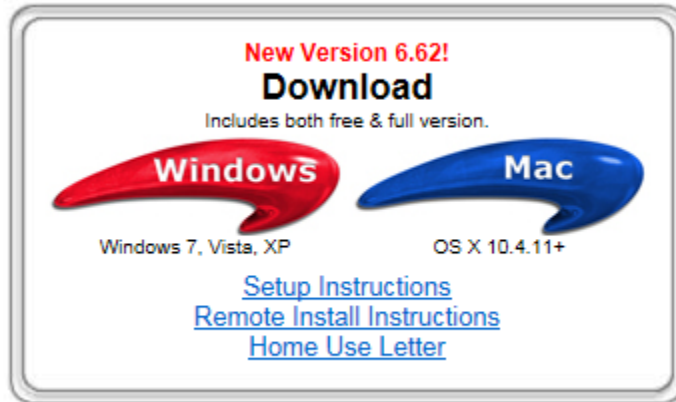 New Version 6.62!
Download
Includes both free & full version.
Windows Mac
Windows 7, Vista, XP OS X 10.4.11+
Setup Instructions
Remote Install Instructions
Home Use Letter